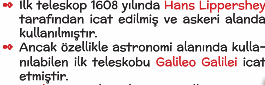 İlk teleskop 1608 yılında Hans Lippershey
tarafından icat edilmiş ve askeri alanda
kullanılmıştır.
Ancak özellikle astronomi alanında kulla-
nılabilen ilk teleskobu Galileo Galilei icat
etmiştir.